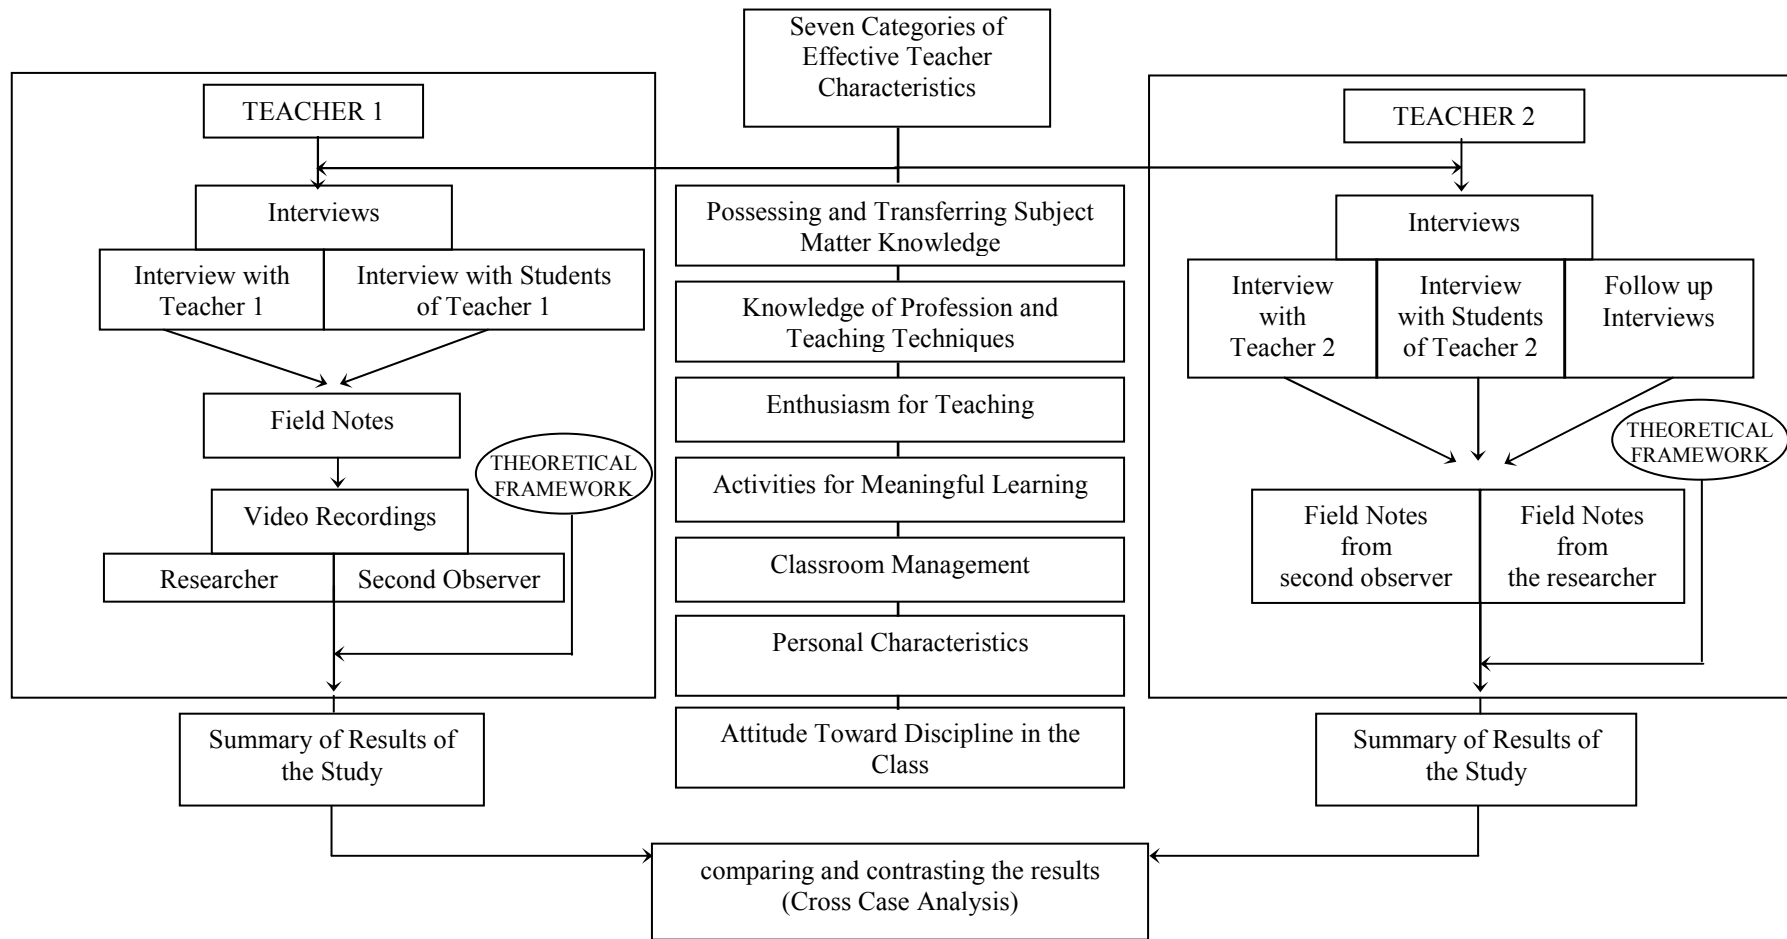 Seven Categories of
Effective Teacher
Characteristics
TEACHER 1
Interviews
Interview with
Teacher 1
Interview with Students
of Teacher 1
Field Notes
THEORETICAL
FRAMEWORK
Video Recordings
Researcher
Second Observer
Summary of Results of
the Study
Possessing and Transferring Subject
Matter Knowledge
Knowledge of Profession and
Teaching Techniques
Enthusiasm for Teaching
Activities for Meaningful Learning
Classroom Management
Personal Characteristics
Attitude Toward Discipline in the
Class
TEACHER 2
Interviews
Interview
with
Teacher 2
Interview
with Students
of Teacher 2
Follow up
Interviews
THEORETICAL
FRAMEWORK
Field Notes
from
second observer
Field Notes
from
the researcher
Summary of Results of
the Study
comparing and contrasting the results
(Cross Case Analysis)